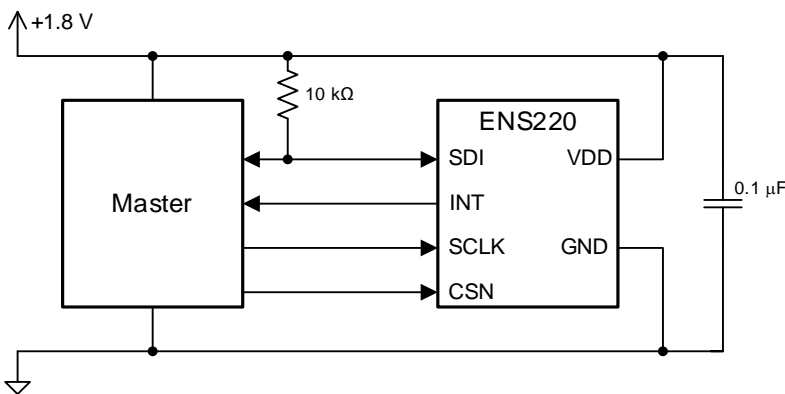 +1.8 V
10 kΩ
ENS220
SDI
VDD
Master
INT
0.1 μF
SCLK
GND
CSN